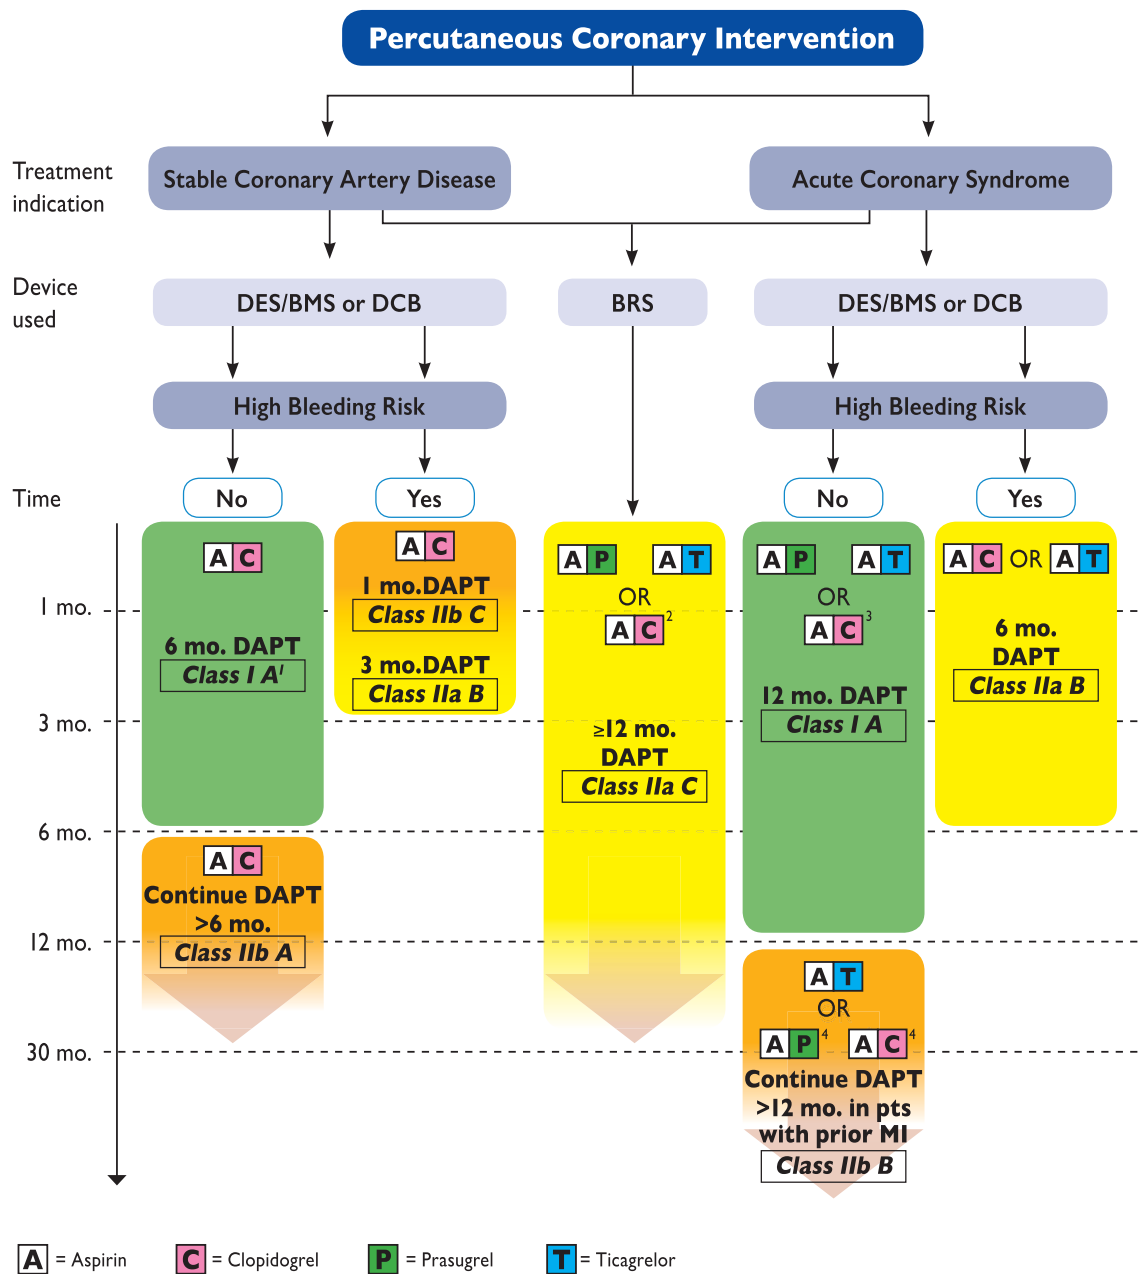 Percutaneous Coronary Intervention
Treatment
indication
Stable Coronary Artery Disease
Acute Coronary Syndrome
Device
used
DES/BMS or DCB
BRS
DES/BMS or DCB
High Bleeding Risk
High Bleeding Risk
Time
No
Yes
No
Yes
1 mo.
3 mo.
6 mo.
12 mo.
30 mo.
A C
6 mo. DAPT
Class I A1
A C
Continue DAPT
>6 mo.
Class IIb A
A C
1 mo.DAPT
Class IIb C
3 mo.DAPT
Class IIa B
A P A T
OR
A C 2
≥12 mo.
DAPT
Class IIa C
A P A T
OR
A C 3
12 mo. DAPT
Class I A
A T
OR
A P 4 A C 4
Continue DAPT
>12 mo. in pts
with prior MI
Class IIb B
A C OR A T
6 mo.
DAPT
Class IIa B
A = Aspirin C = Clopidogrel P = Prasugrel T = Ticagrelor